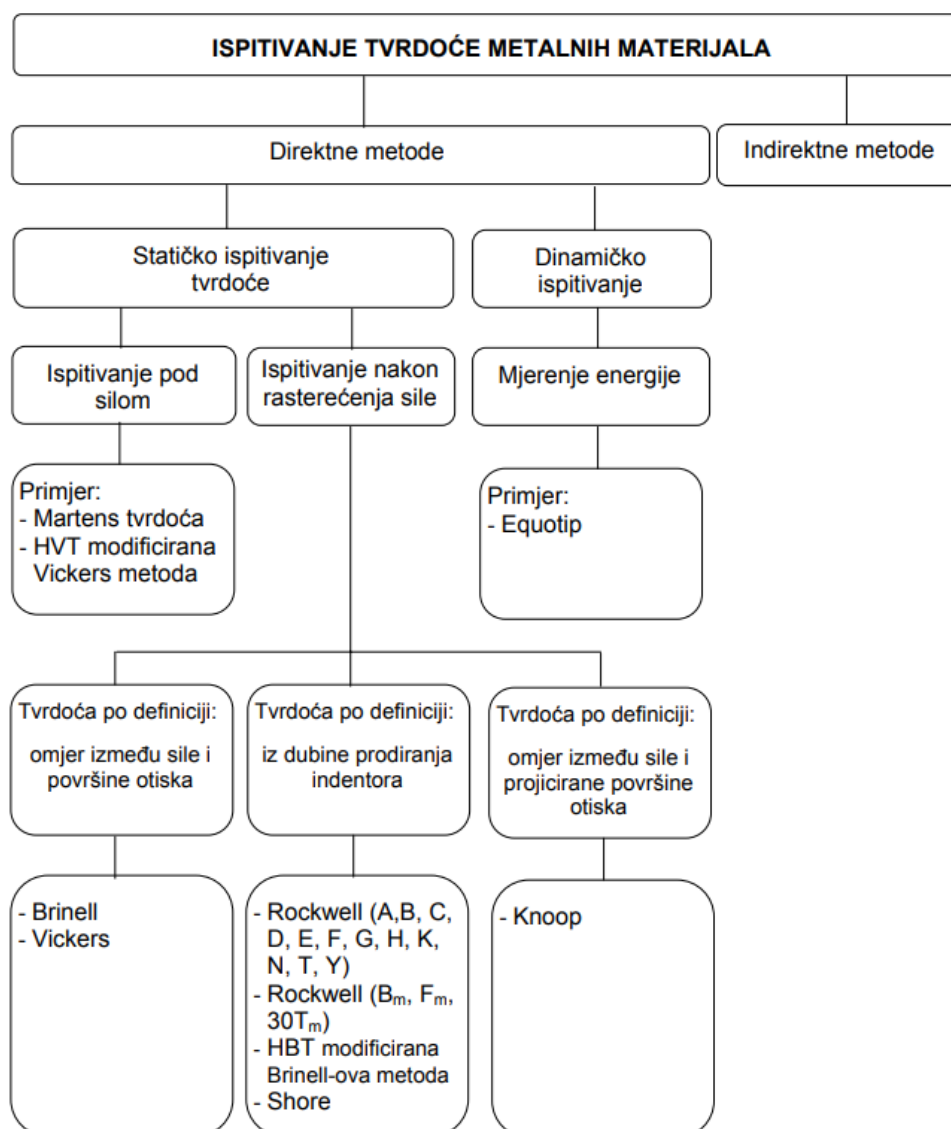 ISPITIVANJE TVRDOĆE METALNIH MATERIJALA
Direktne metode
Indirektne metode
Statičko ispitivanje
tvrdoće
Dinamičko
ispitivanje
Ispitivanje pod
silom
Ispitivanje nakon
rasterećenja sile
Mjerenje energije
Primjer:
- Martens tvrdoća
- HVT modificirana
Vickers metoda
Primjer:
- Equotip
Tvrdoća po definiciji:
omjer između sile i
površine otiska
Tvrdoća po definiciji:
iz dubine prodiranja
indentora
Tvrdoća po definiciji:
omjer između sile i
projicirane površine
otiska
- Brinell
- Vickers
- Rockwell (A,B, C,
D, E, F, G, H, K,
N, T, Y)
- Rockwell (Bm, Fm,
30Tm)
- HBT modificirana
Brinell-ova metoda
- Shore
- Knoop